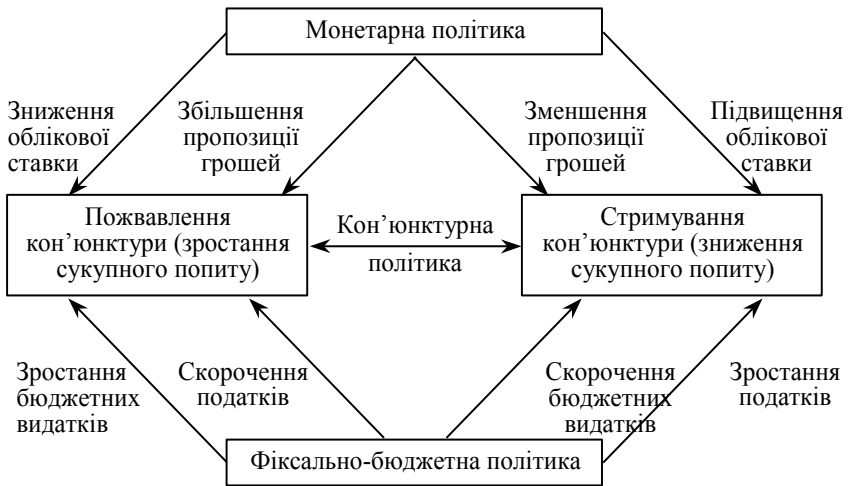 Монетарна політика
Зниження
облікової
ставки
Збільшення
пропозиції
грошей
Зменшення
пропозиції
грошей
Підвищення
облікової
ставки
Пожвавлення
кон’юнктури (зростання
сукупного попиту)
Кон’юнктурна
політика
Стримування
кон’юнктури (зниження
сукупного попиту)
Зростання
бюджетних
видатків
Скорочення
податків
Скорочення
бюджетних
видатків
Зростання
податків
Фіксально-бюджетна політика